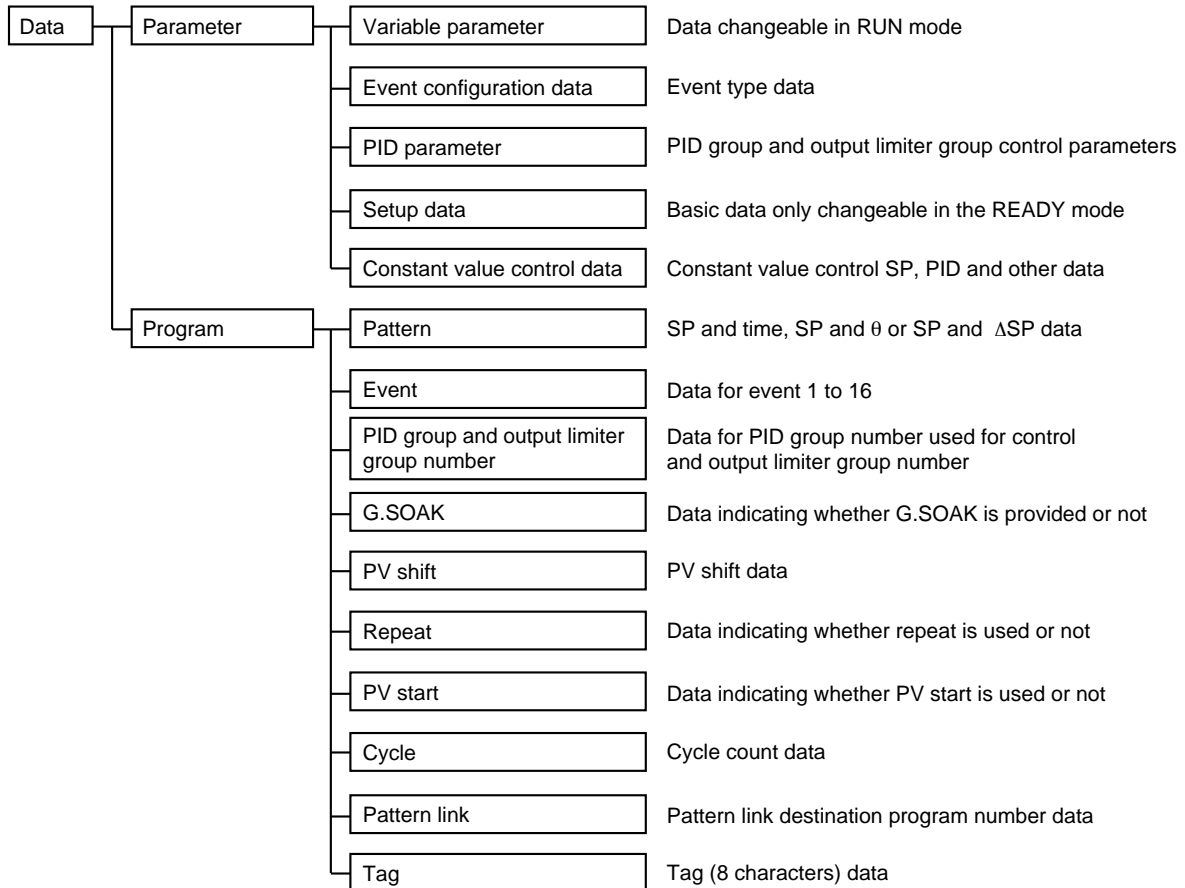 Data
Parameter
Variable parameter
Data changeable in RUN mode
Event configuration data
Event type data
PID parameter
PID group and output limiter group control parameters
Setup data
Basic data only changeable in the READY mode
Constant value control data
Constant value control SP, PID and other data
Program
Pattern
SP and time, SP and θ or SP and ΔSP data
Event
Data for event 1 to 16
PID group and output limiter
group number
Data for PID group number used for control
and output limiter group number
G.SOAK
Data indicating whether G.SOAK is provided or not
PV shift
PV shift data
Repeat
Data indicating whether repeat is used or not
PV start
Data indicating whether PV start is used or not
Cycle
Cycle count data
Pattern link
Pattern link destination program number data
Tag
Tag (8 characters) data